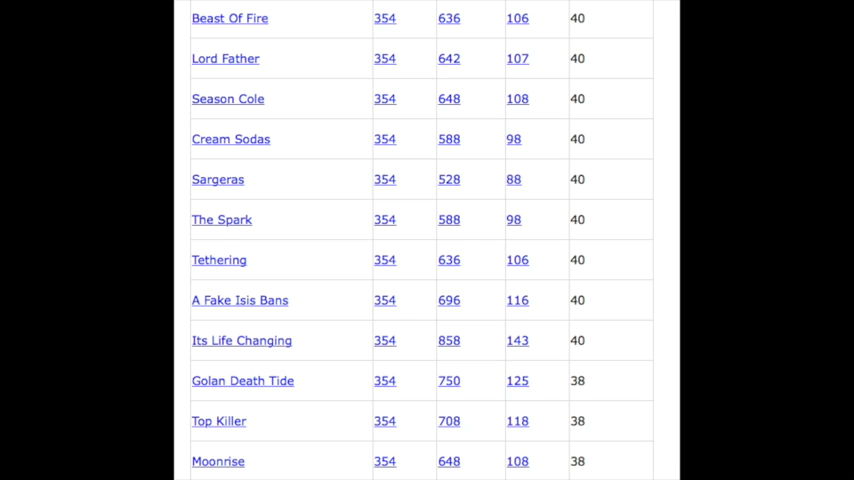 Beast Of Fire 354 636 106 40
Lord Father 354 642 107 40
Season Cole 354 648 108 40
Cream Sodas 354 588 98 40
Sargeras 354 528 88 40
The Spark 354 588 98 40
Tethering 354 636 106 40
A Fake Isis Bans 354 696 116 40
Its Life Changing 354 858 143 40
Golan Death Tide 354 750 125 38
Top Killer 354 708 118 38
Moonrise 354 648 108 38